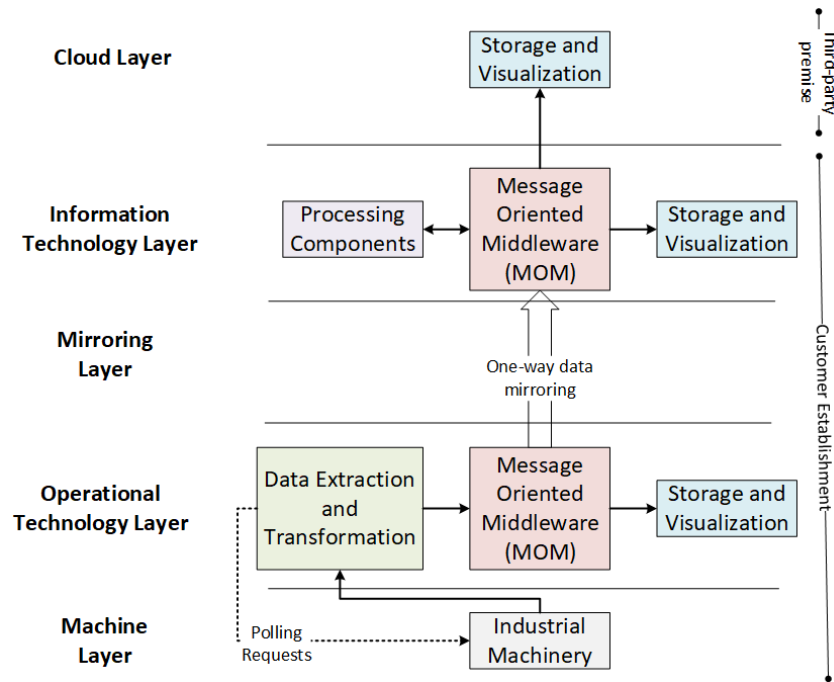 Cloud Layer
Storage and
Visualization
Third-party
premise
Information
Technology Layer
Processing
Components
Message
Oriented
Middleware
(MOM)
Storage and
Visualization
Mirroring
Layer
One-way data
mirroring
Customer Establishment
Operational
Technology Layer
Data Extraction
and
Transformation
Message
Oriented
Middleware
(MOM)
Storage and
Visualization
Machine
Layer
Polling
Requests
Industrial
Machinery